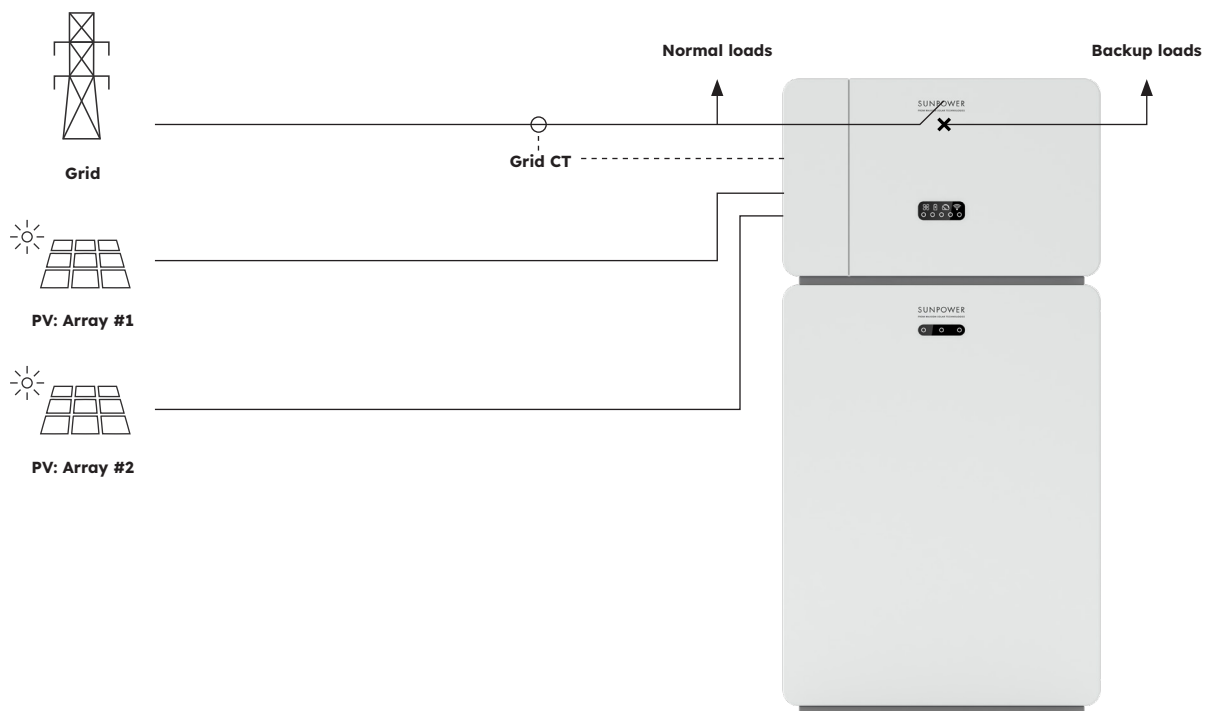 Normal loads
Backup loads
SUNPOWER
Grid CT
Grid
PV: Array #1
SUNPOWER
PV: Array #2